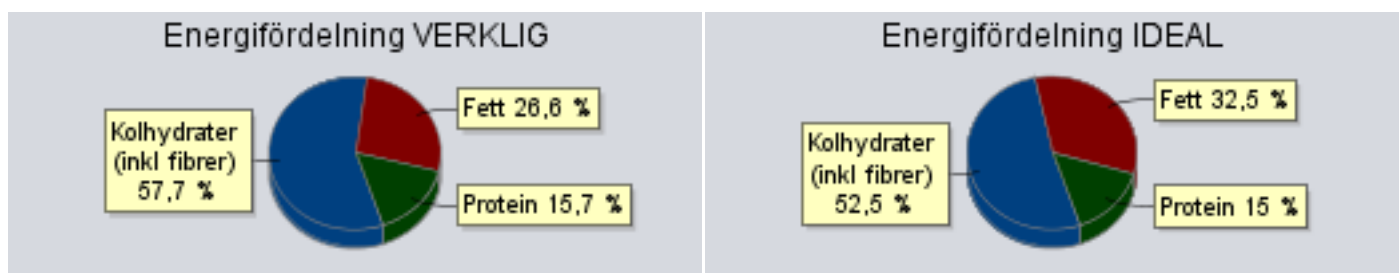 Energifördelning VERKLIG
Fett 26,6 %
Kolhydrater
(inkl fibrer)
57,7 %
Protein 15,7 %
Energifördelning IDEAL
Fett 32,5 %
Kolhydrater
(inkl fibrer)
52,5 %
Protein 15 %